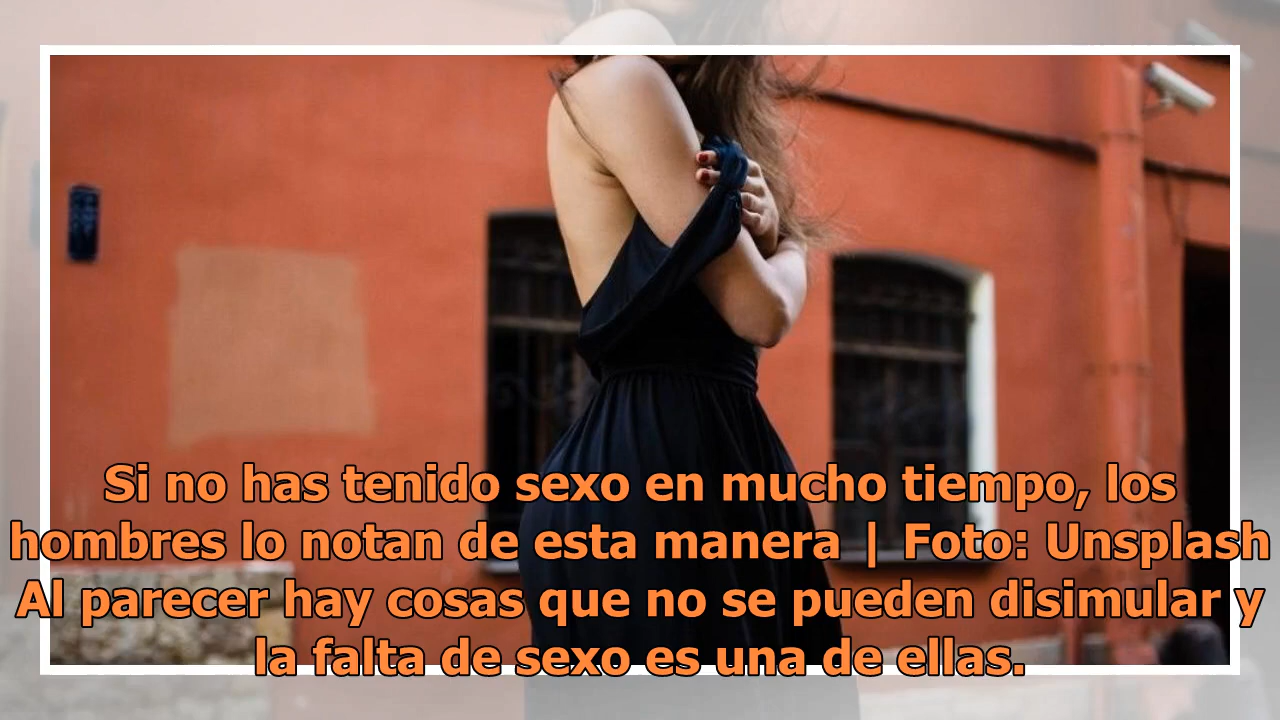 Si no has tenido sexo en mucho tiempo, los
hombres lo notan de esta manera | Foto: Unsplash
Al parecer hay cosas que no se pueden disimular y
la falta de sexo es una de ellas.